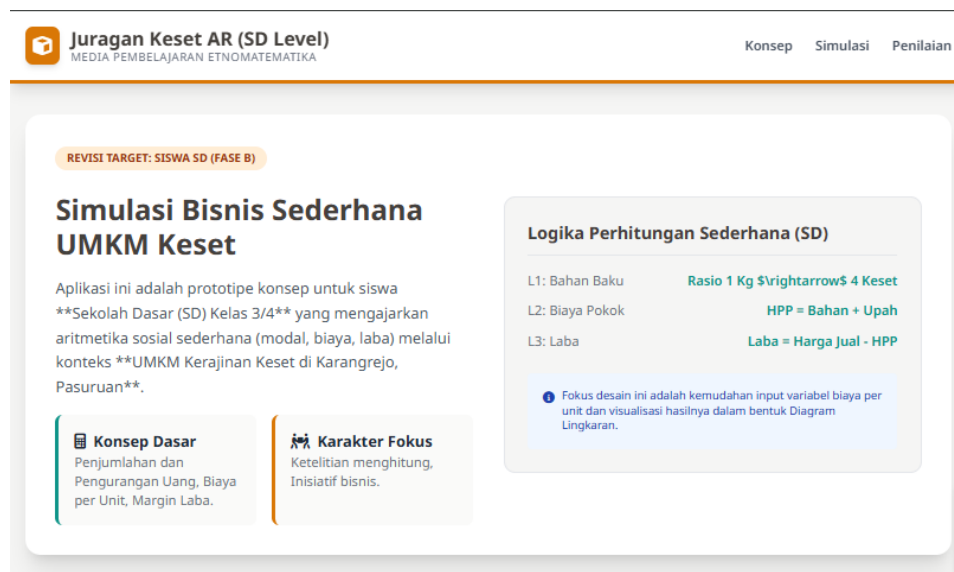 Juragan Keset AR (SD Level)
MEDIA PEMBELAJARAN ETNOMATEMATIKA
Konsep Simulasi Penilaian
REVISI TARGET: SISWA SD (FASE B)
Simulasi Bisnis Sederhana
UMKM Keset
Aplikasi ini adalah prototipe konsep untuk siswa
**Sekolah Dasar (SD) Kelas 3/4** yang mengajarkan
aritmetika sosial sederhana (modal, biaya, laba) melalui
konteks **UMKM Kerajinan Keset di Karangrejo,
Pasuruan**.
Konsep Dasar
Penjumlahan dan
Pengurangan Uang, Biaya
per Unit, Margin Laba.
Karakter Fokus
Ketelitian menghitung,
Inisiatif bisnis.
Logika Perhitungan Sederhana (SD)
L1: Bahan Baku Rasio 1 Kg $\rightarrow$ 4 Keset
L2: Biaya Pokok HPP = Bahan + Upah
L3: Laba Laba = Harga Jual - HPP
Fokus desain ini adalah kemudahan input variabel biaya per
unit dan visualisasi hasilnya dalam bentuk Diagram
Lingkaran.